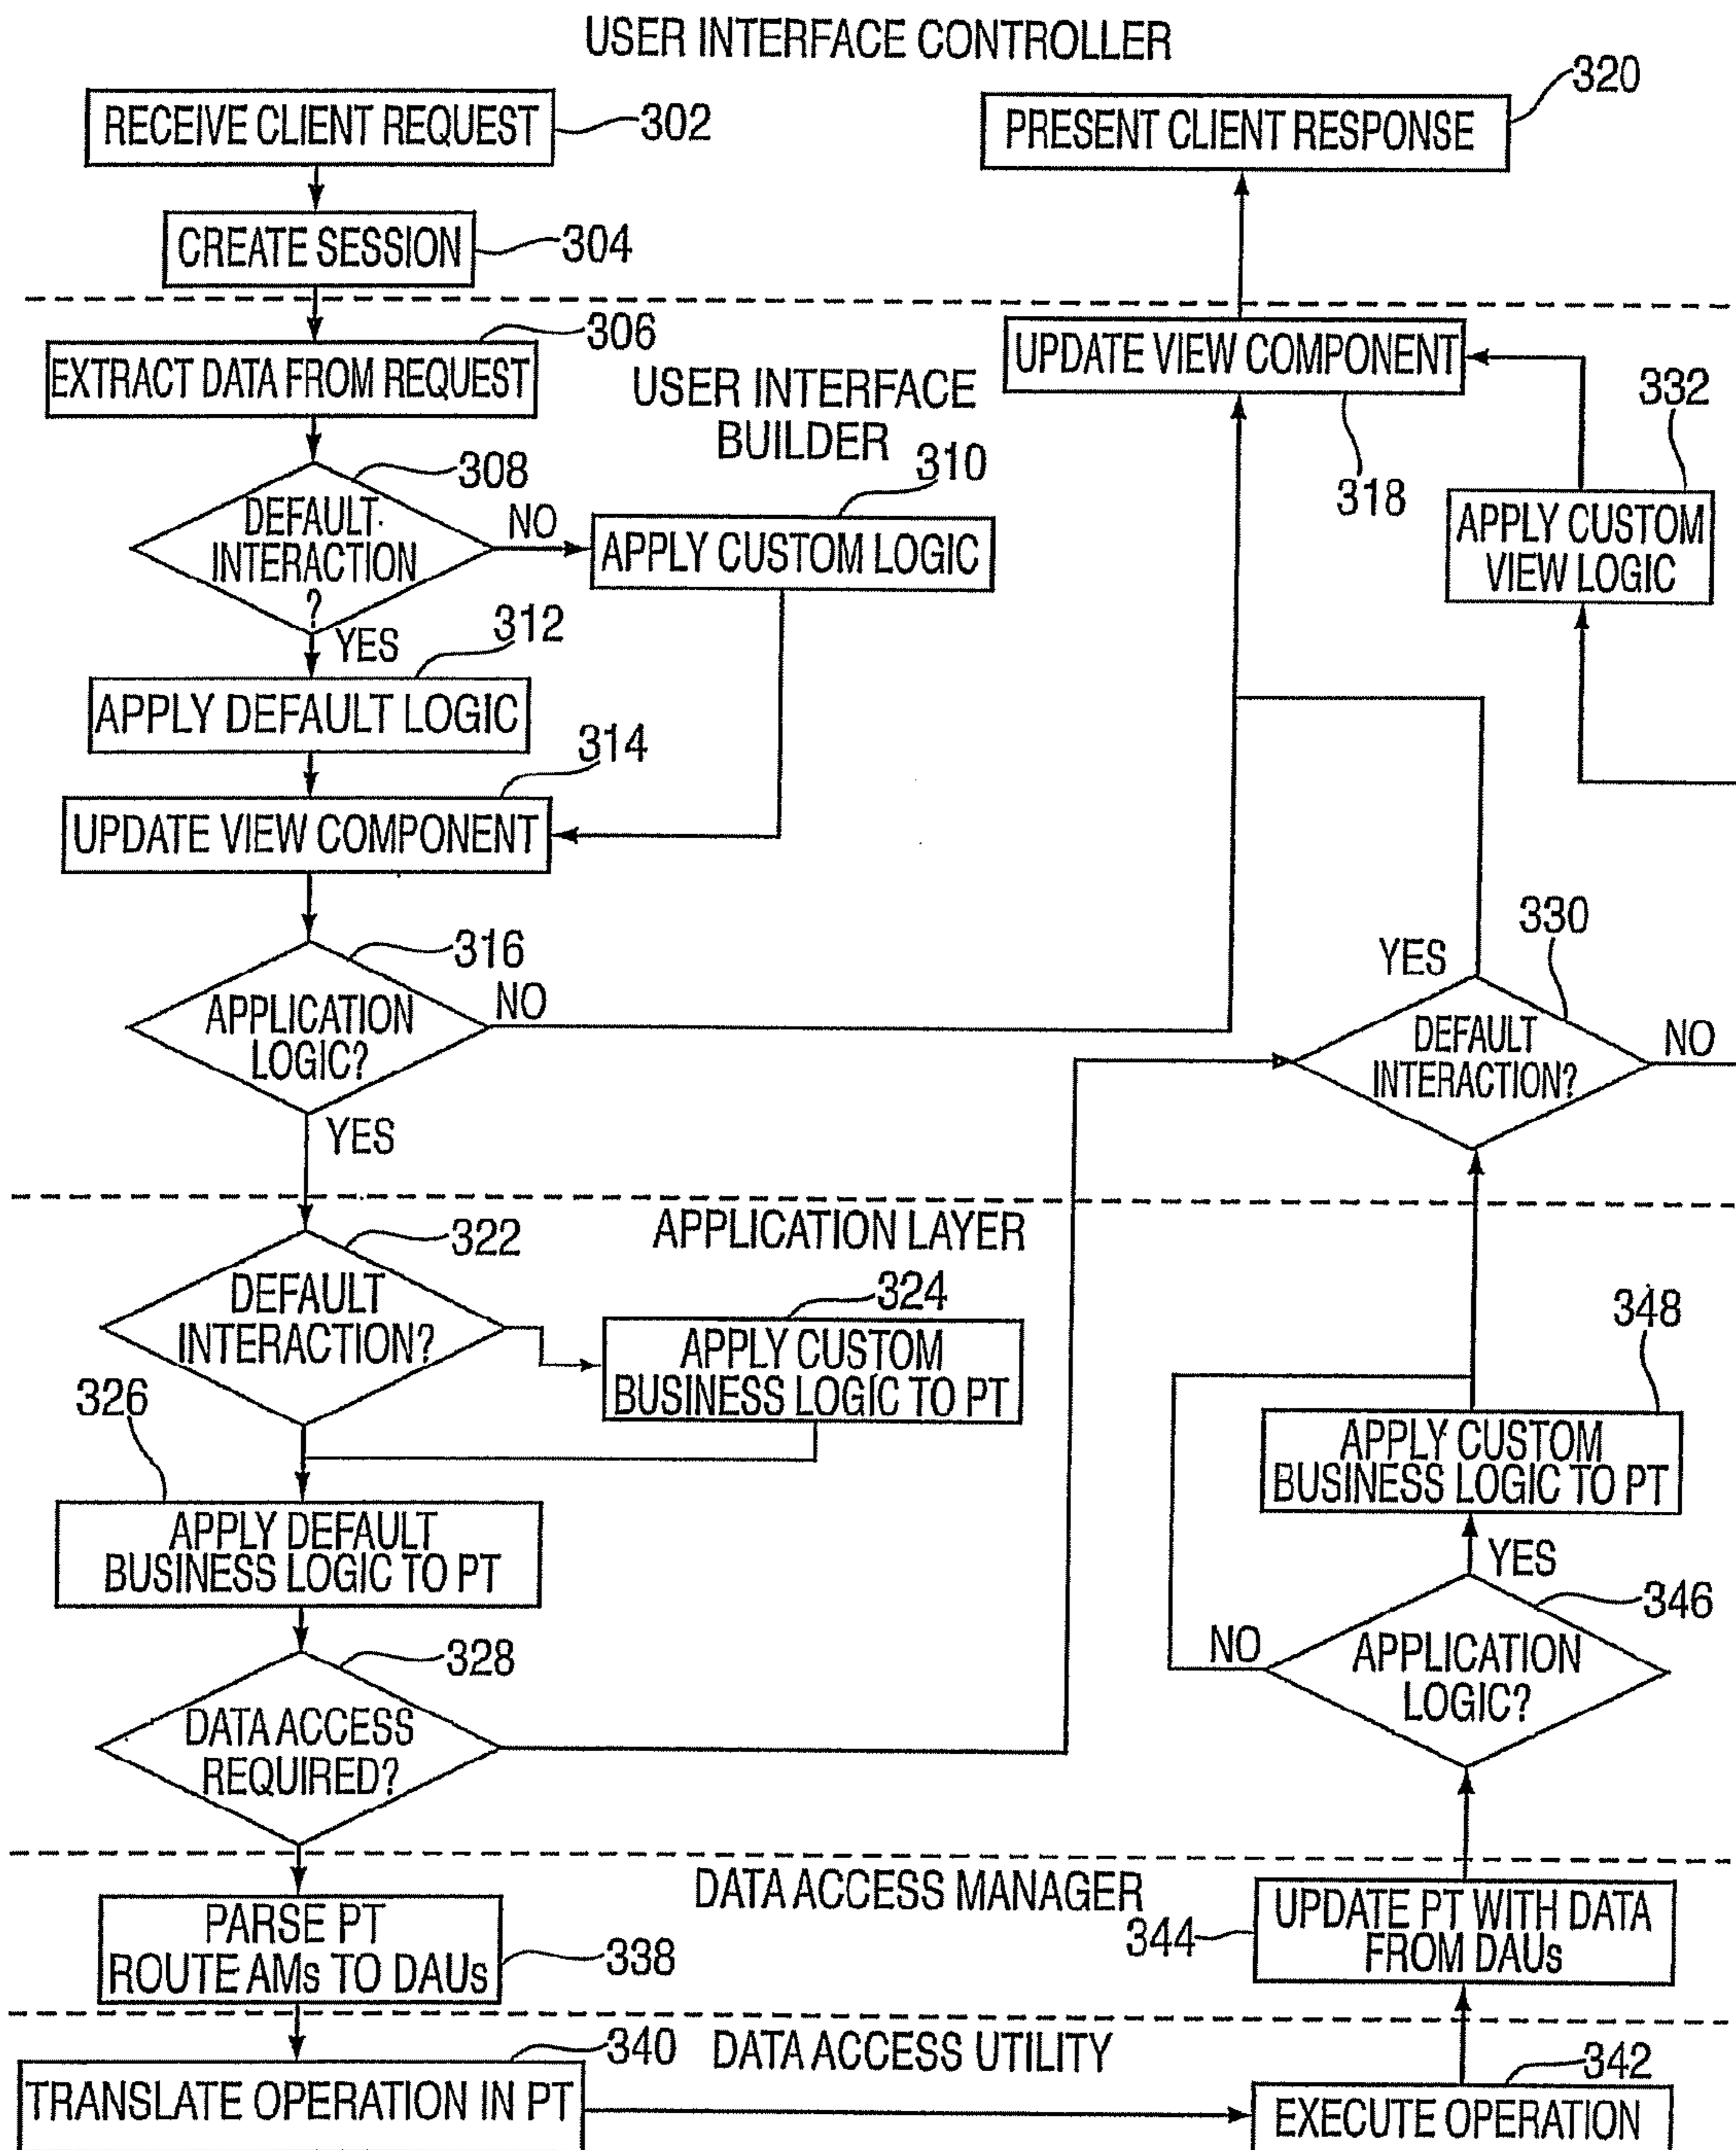 USER INTERFACE CONTROLLER
RECEIVE CLIENT REQUEST
302
PRESENT CLIENT RESPONSE
320
CREATE SESSION
304
EXTRACT DATA FROM REQUEST
306
USER INTERFACE
BUILDER
UPDATE VIEW COMPONENT
318
332
APPLY CUSTOM
VIEW LOGIC
308
DEFAULT
INTERACTION
?
NO
310
APPLY CUSTOM LOGIC
YES
312
APPLY DEFAULT LOGIC
314
UPDATE VIEW COMPONENT
316
APPLICATION
LOGIC?
NO
YES
330
YES
DEFAULT
INTERACTION?
NO
APPLICATION LAYER
322
DEFAULT
INTERACTION?
324
APPLY CUSTOM
BUSINESS LOGIC TO PT
326
APPLY DEFAULT
BUSINESS LOGIC TO PT
348
APPLY CUSTOM
BUSINESS LOGIC TO PT
YES
346
NO
APPLICATION
LOGIC?
328
DATA ACCESS
REQUIRED?
DATA ACCESS MANAGER
PARSE PT
ROUTE AMs TO DAUs
338
344
UPDATE PT WITH DATA
FROM DAUs
DATA ACCESS UTILITY
340
TRANSLATE OPERATION IN PT
342
EXECUTE OPERATION